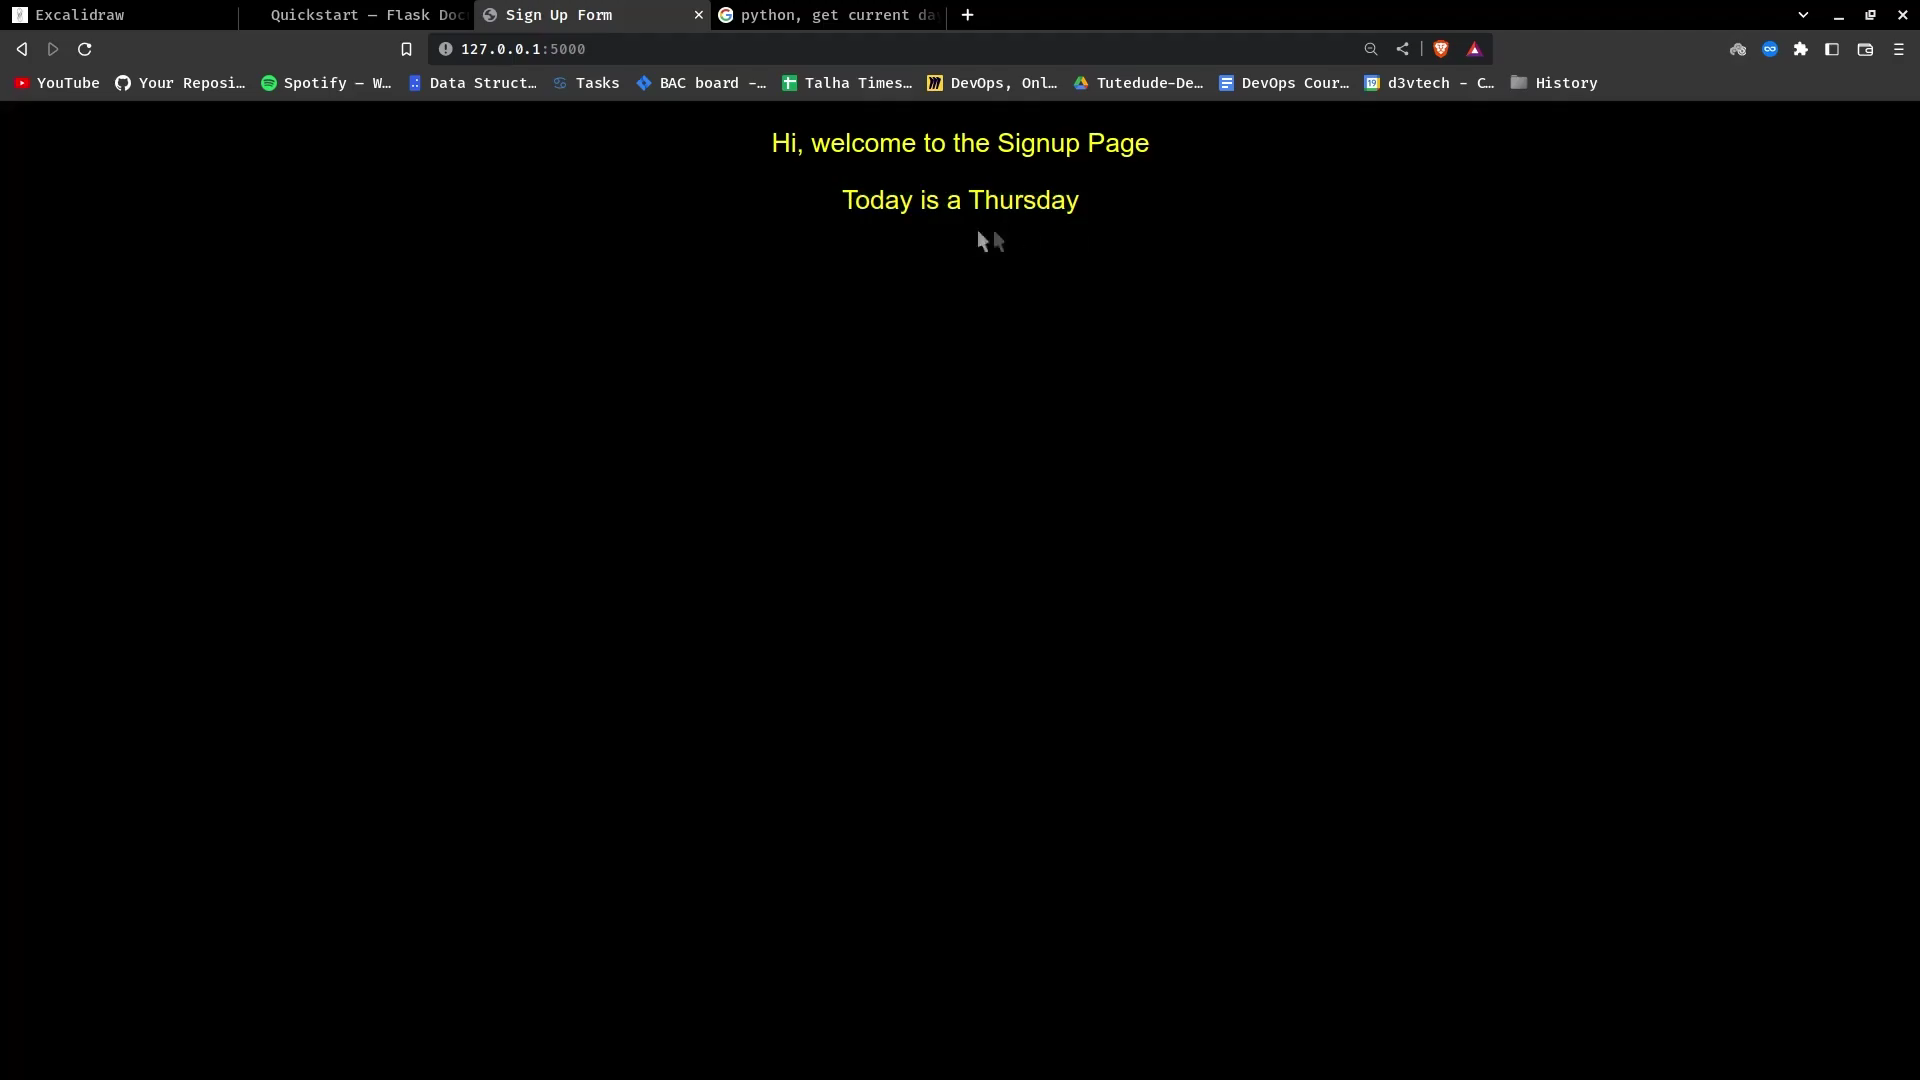 Excalidraw
Quickstart — Flask Doc
Sign Up Form
python, get current da
127.0.0.1:5000
YouTube
Your Reposi…
Spotify – W…
Data Struct…
Tasks
BAC board -…
Talha Times…
DevOps, Onl…
Tutedude-De…
DevOps Cour…
d3vtech - C…
History
Hi, welcome to the Signup Page
Today is a Thursday